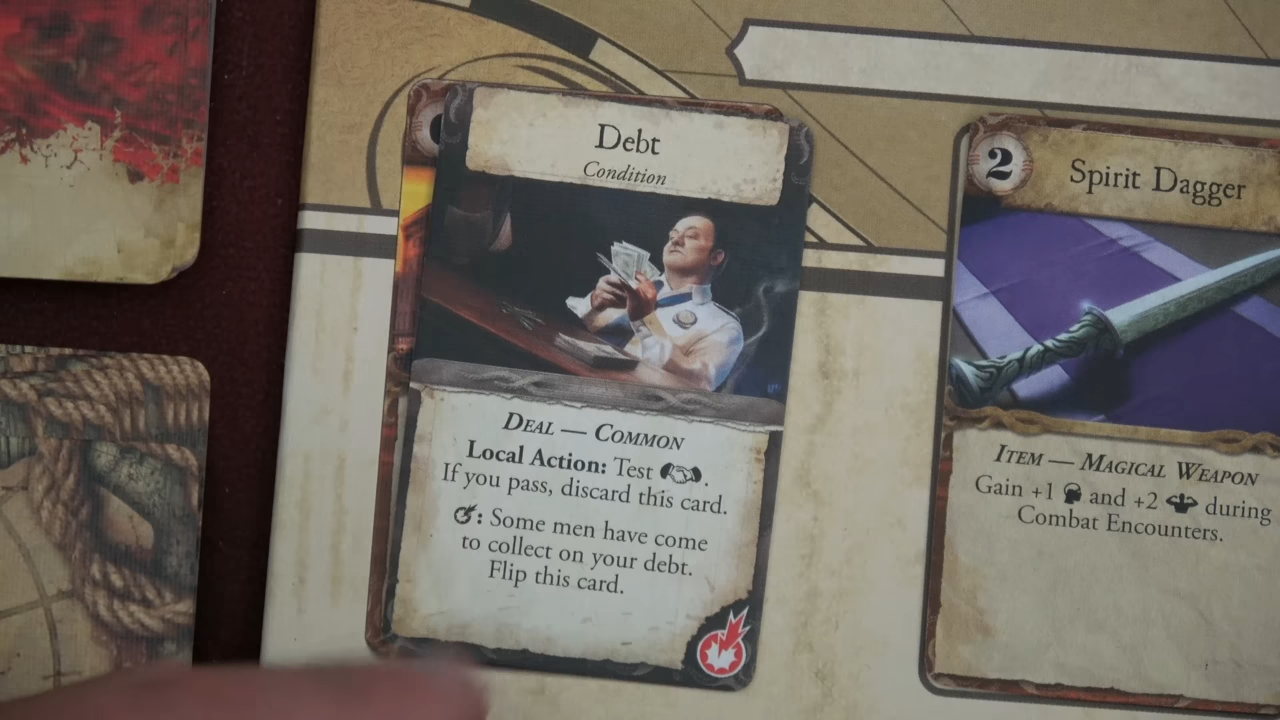 Debt
Condition
DEAL — COMMON
Local Action: Test .
If you pass, discard this card.
: Some men have come
to collect on your debt.
Flip this card.
2
Spirit Dagger
ITEM — MAGICAL WEAPON
Gain +1 and +2 during
Combat Encounters.